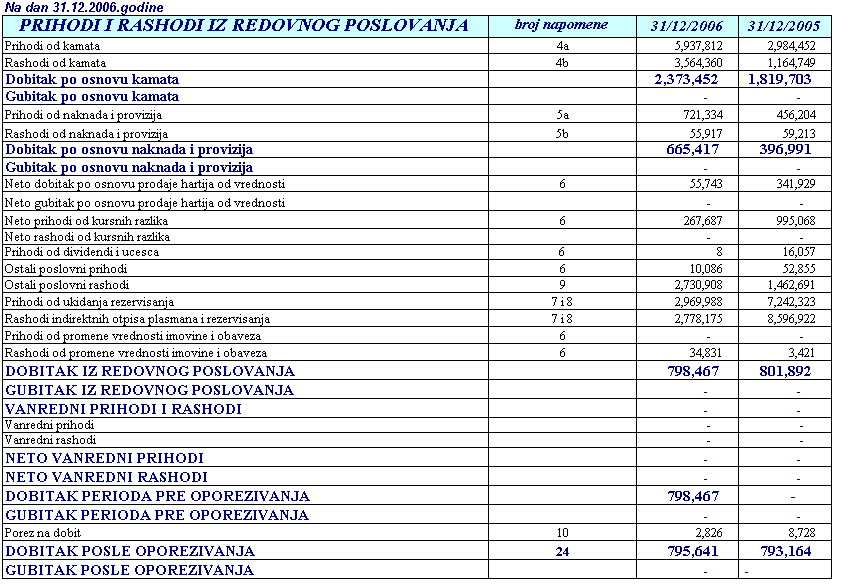 Na dan 31.12.2006.godine
PRIHODI I RASHODI IZ REDOVNOG POSLOVANJA broj napomene 31/12/2006 31/12/2005
Prihodi od kamata 4a 5,937,812 2,984,452
Rashodi od kamata 4b 3,564,360 1,164,749
Dobitak po osnovu kamata 2,373,452 1,819,703
Gubitak po osnovu kamata - -
Prihodi od naknada i provizija 5a 721,334 456,204
Rashodi od naknada i provizija 5b 55,917 59,213
Dobitak po osnovu naknada i provizija 665,417 396,991
Gubitak po osnovu naknada i provizija - -
Neto dobitak po osnovu prodaje hartija od vrednosti 6 55,743 341,929
Neto gubitak po osnovu prodaje hartija od vrednosti - -
Neto prihodi od kursnih razlika 6 267,687 995,068
Neto rashodi od kursnih razlika - -
Prihodi od dividendi i ucesca 6 8 16,057
Ostali poslovni prihodi 6 10,086 52,855
Ostali poslovni rashodi 9 2,730,908 1,462,691
Prihodi od ukidanja rezervisanja 7 i 8 2,969,988 7,242,323
Rashodi indirektnih otpisa plasmana i rezervisanja 7 i 8 2,778,175 8,596,922
Prihodi od promene vrednosti imovine i obaveza 6 - -
Rashodi od promene vrednosti imovine i obaveza 6 34,831 3,421
DOBITAK IZ REDOVNOG POSLOVANJA 798,467 801,892
GUBITAK IZ REDOVNOG POSLOVANJA - -
VANREDNI PRIHODI I RASHODI - -
Vanredni prihodi - -
Vanredni rashodi - -
NETO VANREDNI PRIHODI - -
NETO VANREDNI RASHODI - -
DOBITAK PERIODA PRE OPOREZIVANJA 798,467 -
GUBITAK PERIODA PRE OPOREZIVANJA - -
Porez na dobit 10 2,826 8,728
DOBITAK POSLE OPOREZIVANJA 24 795,641 793,164
GUBITAK POSLE OPOREZIVANJA - -